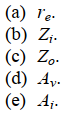 (a) rₑ.
(b) Zᵢ.
(c) Zₒ.
(d) Aᵥ.
(e) Aᵢ.